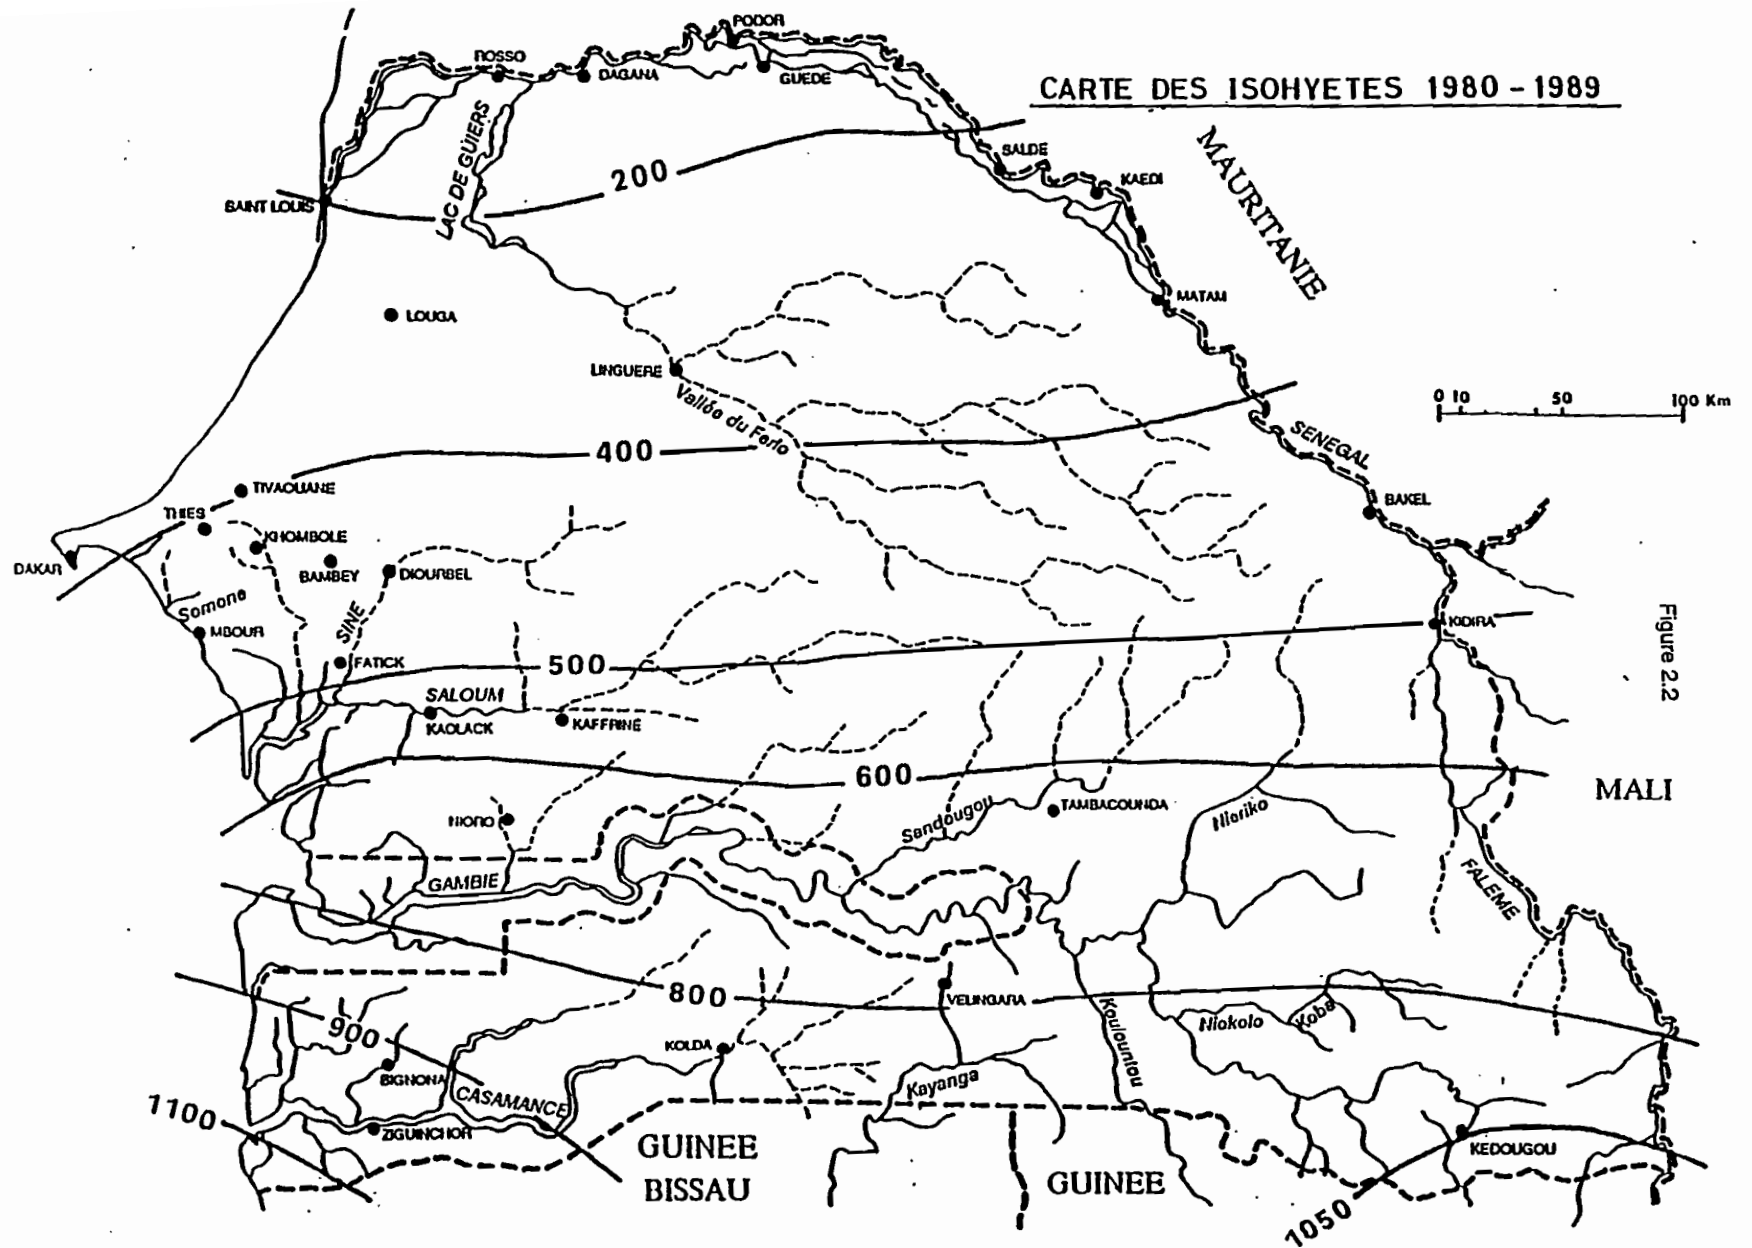 PODOR
ROSSO
DAGANA
GUEDE
CARTE DES ISOHYETES 1980 - 1989
LAC DE GUIERS
200
SALDE
KAEDI
MAURITANIE
SAINT LOUIS
MATAM
LOUGA
LINGUERE
Vallée du Ferlo
0 10 50 100 Km
400
SENEGAL
TIVAOUANE
THIES
BAKEL
KHOMBOLE
DAKAR
BAMBEY
DIOURBEL
Somone
SINE
MBOUR
KIDIRA
Figure 2.2
FATICK
500
SALOUM
KAOLACK
KAFFRINE
600
MALI
Sandougou
TAMBACOUNDA
Nioriko
NIORO
GAMBIE
FALEME
800
VELINGARA
Koulountou
Niokolo
Koba
900
KOLDA
BIGNONA
Kayanga
CASAMANCE
1100
ZIGUINCHOR
GUINEE
BISSAU
GUINEE
KEDOUGOU
1050